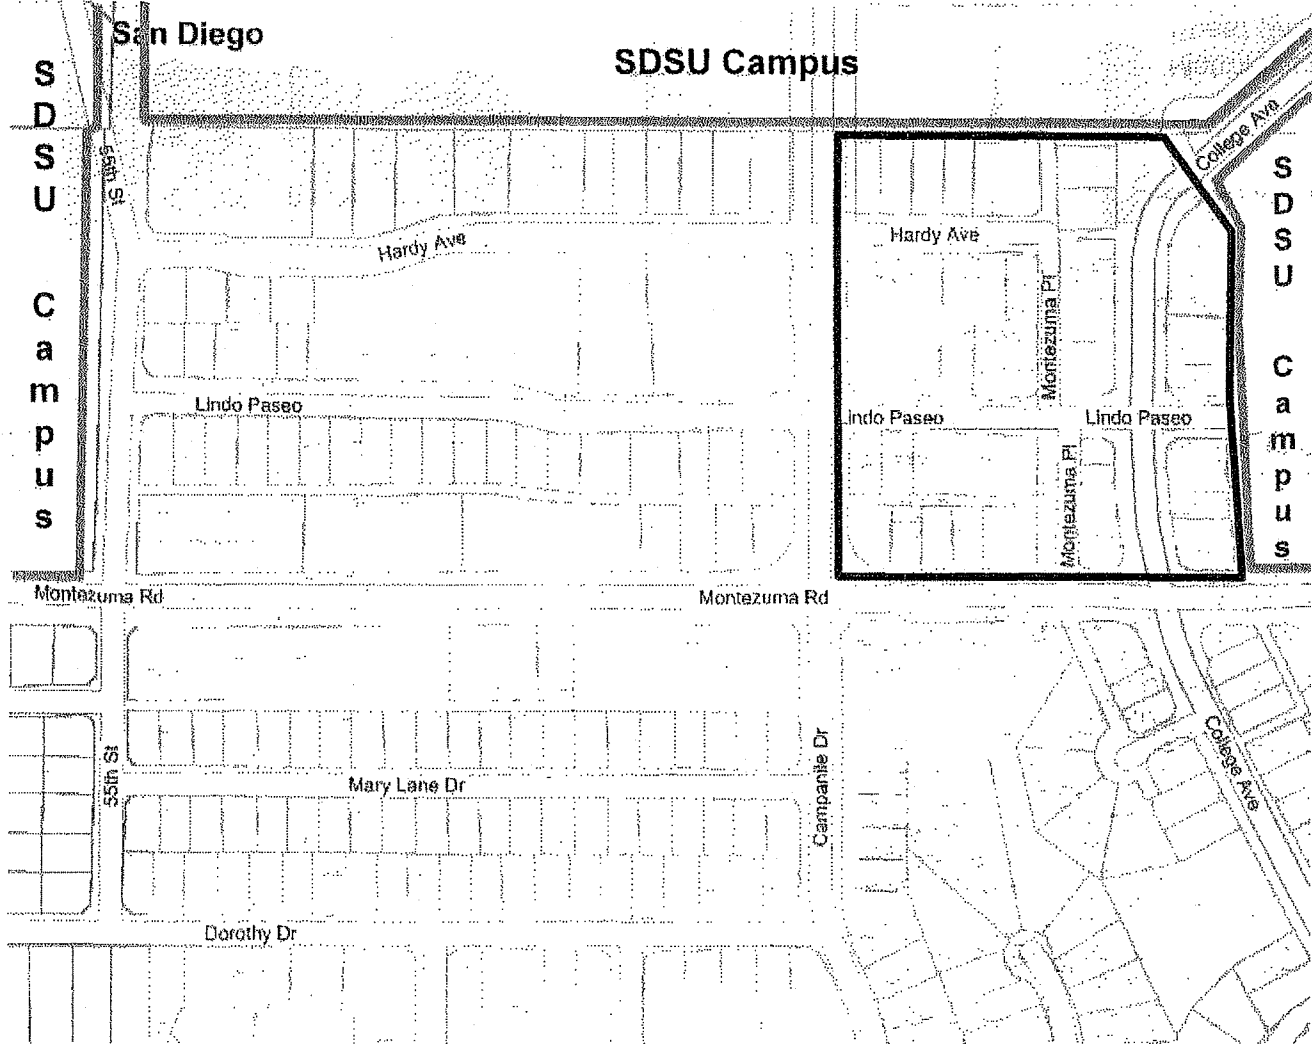 San Diego
SDSU Campus
SDSU Campus
SDSU Campus
55th St
College Ave
Hardy Ave
Hardy Ave
Montezuma Pl
Lindo Paseo
Lindo Paseo
Lindo Paseo
Montezuma Pl
Montezuma Rd
Montezuma Rd
55th St
Mary Lane Dr
Campanile Dr
College Ave
Dorothy Dr